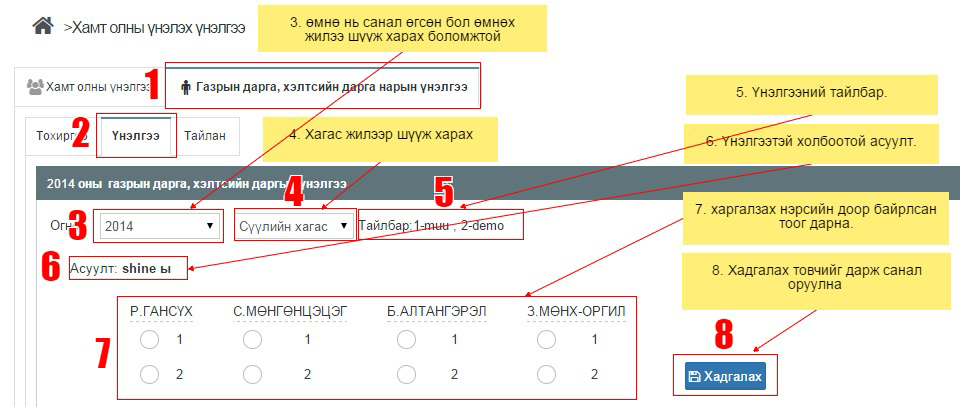 >Хамт олны үнэлэх үнэлгээ
3. өмнө нь санал өгсөн бол өмнөх
жилээ шүүж харах боломжтой
Хамт олны үнэлгээ
1
Газрын дарга, хэлтсийн дарга нарын үнэлгээ
5. Үнэлгээний тайлбар.
2
Үнэлгээ
Тайлан
4. Хагас жилээр шүүж харах
6. Үнэлгээтэй холбоотой асуулт.
2014 оны газрын дарга, хэлтсийн даргы үнэлгээ
4
5
3
2014
Сүүлийн хагас
Тайлбар:1-muu , 2-demo
7. харгалзах нэрсийн доор байрлсан
тоог дарна.
6
Асуулт: shine ы
8. Хадгалах товчийг дарж санал
оруулна
7
Р.ГАНСҮХ
С.МӨНГӨНЦЭЦЭГ
Б.АЛТАНГЭРЭЛ
З.МӨНХ-ОРГИЛ
1
1
1
1
2
2
2
2
8
Хадгалах